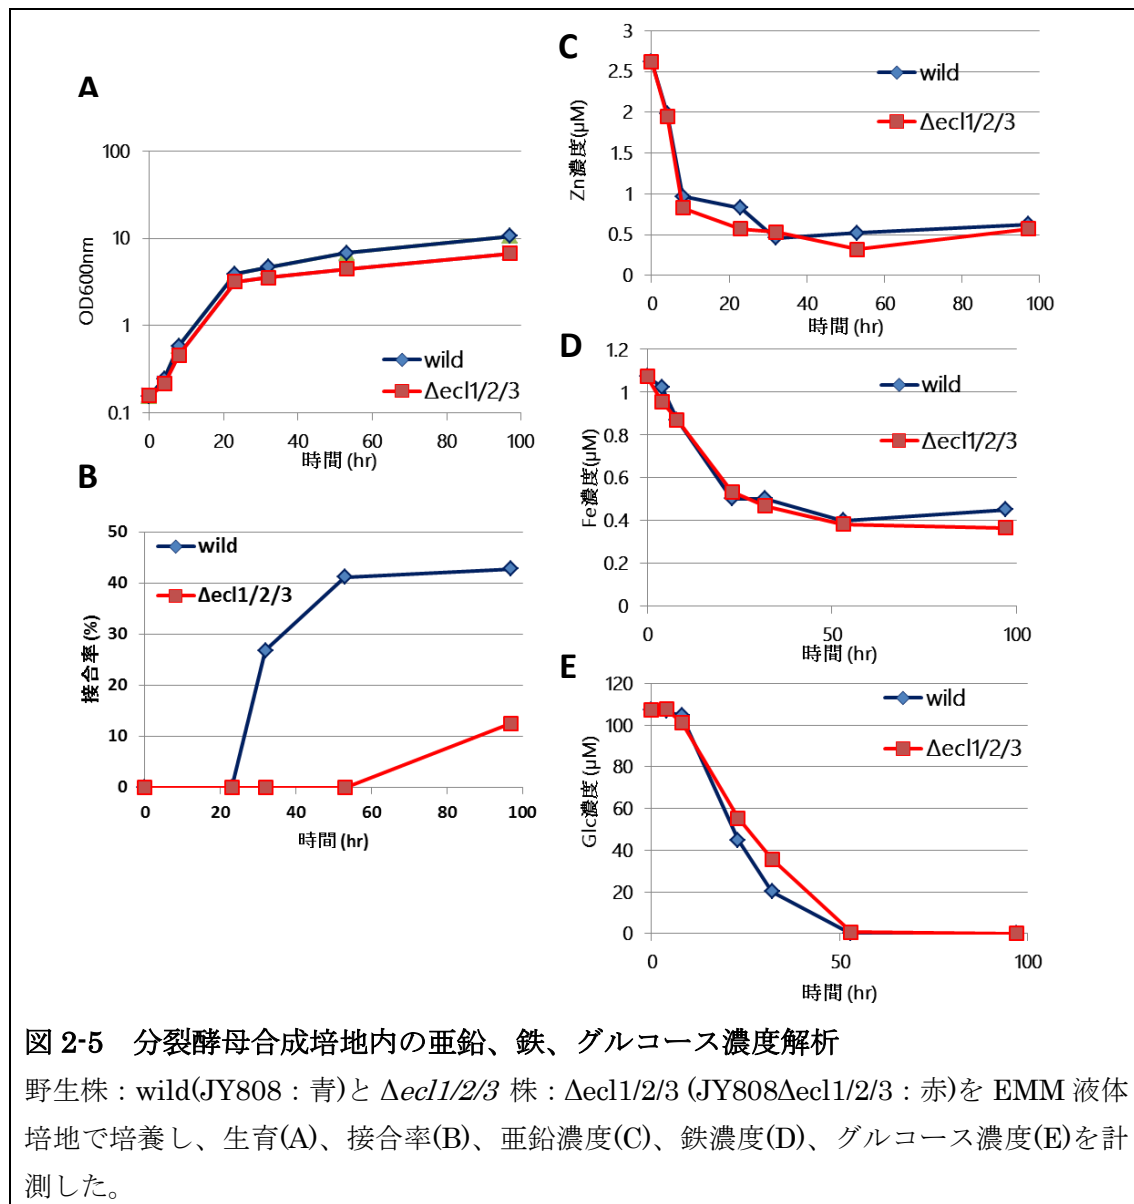 A
OD600nm
100
10
1
0.1
0 20 40 60 80 100
時間 (hr)
wild
Δecl1/2/3
B
接合率 (%)
50
40
30
20
10
0
0 20 40 60 80 100
時間 (hr)
wild
Δecl1/2/3
C
Zn濃度(μM)
3
2.5
2
1.5
1
0.5
0
0 20 40 60 80 100
時間 (hr)
wild
Δecl1/2/3
D
Fe濃度(μM)
1.2
1
0.8
0.6
0.4
0.2
0
0 50 100
時間 (hr)
wild
Δecl1/2/3
E
Glc濃度 (μM)
120
100
80
60
40
20
0
0 50 100
時間 (hr)
wild
Δecl1/2/3
図 2-5 分裂酵母合成培地内の亜鉛、鉄、グルコース濃度解析
野生株：wild(JY808：青)と Δecl1/2/3 株：Δecl1/2/3 (JY808Δecl1/2/3：赤)を EMM 液体
培地で培養し、生育(A)、接合率(B)、亜鉛濃度(C)、鉄濃度(D)、グルコース濃度(E)を計
測した。